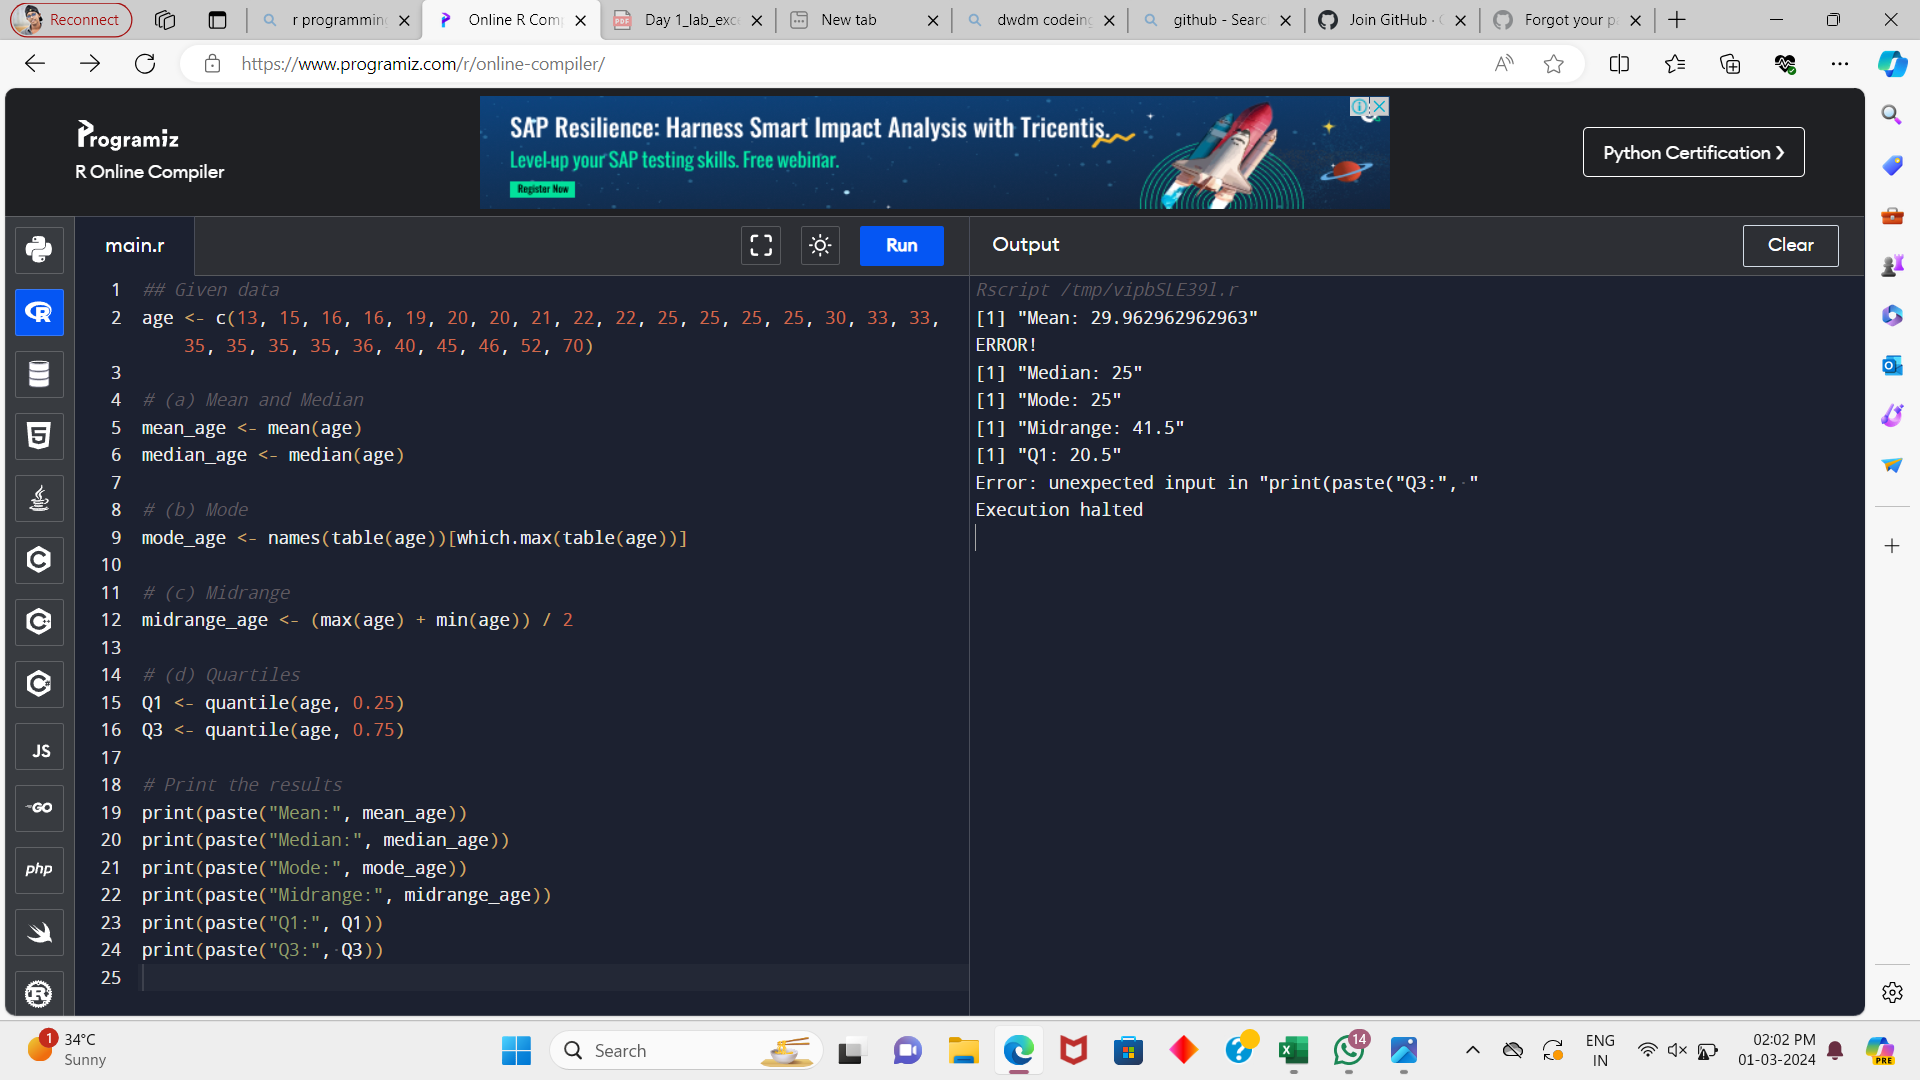 Reconnect
r programming
Online R Com
Day 1_lab_exc
New tab
dwdm codeing
github - Searc
Join GitHub ·
Forgot your p
https://www.programiz.com/r/online-compiler/
Programiz
R Online Compiler
SAP Resilience: Harness Smart Impact Analysis with Tricentis.
Level-up your SAP testing skills. Free webinar.
Register Now
Python Certification ❯
main.r
Run
Output
Clear
1 ## Given data
2 age <- c(13, 15, 16, 16, 19, 20, 20, 21, 22, 22, 25, 25, 25, 25, 30, 33, 33,
35, 35, 35, 35, 36, 40, 45, 46, 52, 70)
3
4 # (a) Mean and Median
5 mean_age <- mean(age)
6 median_age <- median(age)
7
8 # (b) Mode
9 mode_age <- names(table(age))[which.max(table(age))]
10
11 # (c) Midrange
12 midrange_age <- (max(age) + min(age)) / 2
13
14 # (d) Quartiles
15 Q1 <- quantile(age, 0.25)
16 Q3 <- quantile(age, 0.75)
17
18 # Print the results
19 print(paste("Mean:", mean_age))
20 print(paste("Median:", median_age))
21 print(paste("Mode:", mode_age))
22 print(paste("Midrange:", midrange_age))
23 print(paste("Q1:", Q1))
24 print(paste("Q3:",·Q3))
25
Rscript /tmp/vipbSLE39l.r
[1] "Mean: 29.962962962963"
ERROR!
[1] "Median: 25"
[1] "Mode: 25"
[1] "Midrange: 41.5"
[1] "Q1: 20.5"
Error: unexpected input in "print(paste("Q3:",·"
Execution halted
JS
GO
php
1
34°C
Sunny
Search
14
ENG
IN
02:02 PM
01-03-2024
PRE